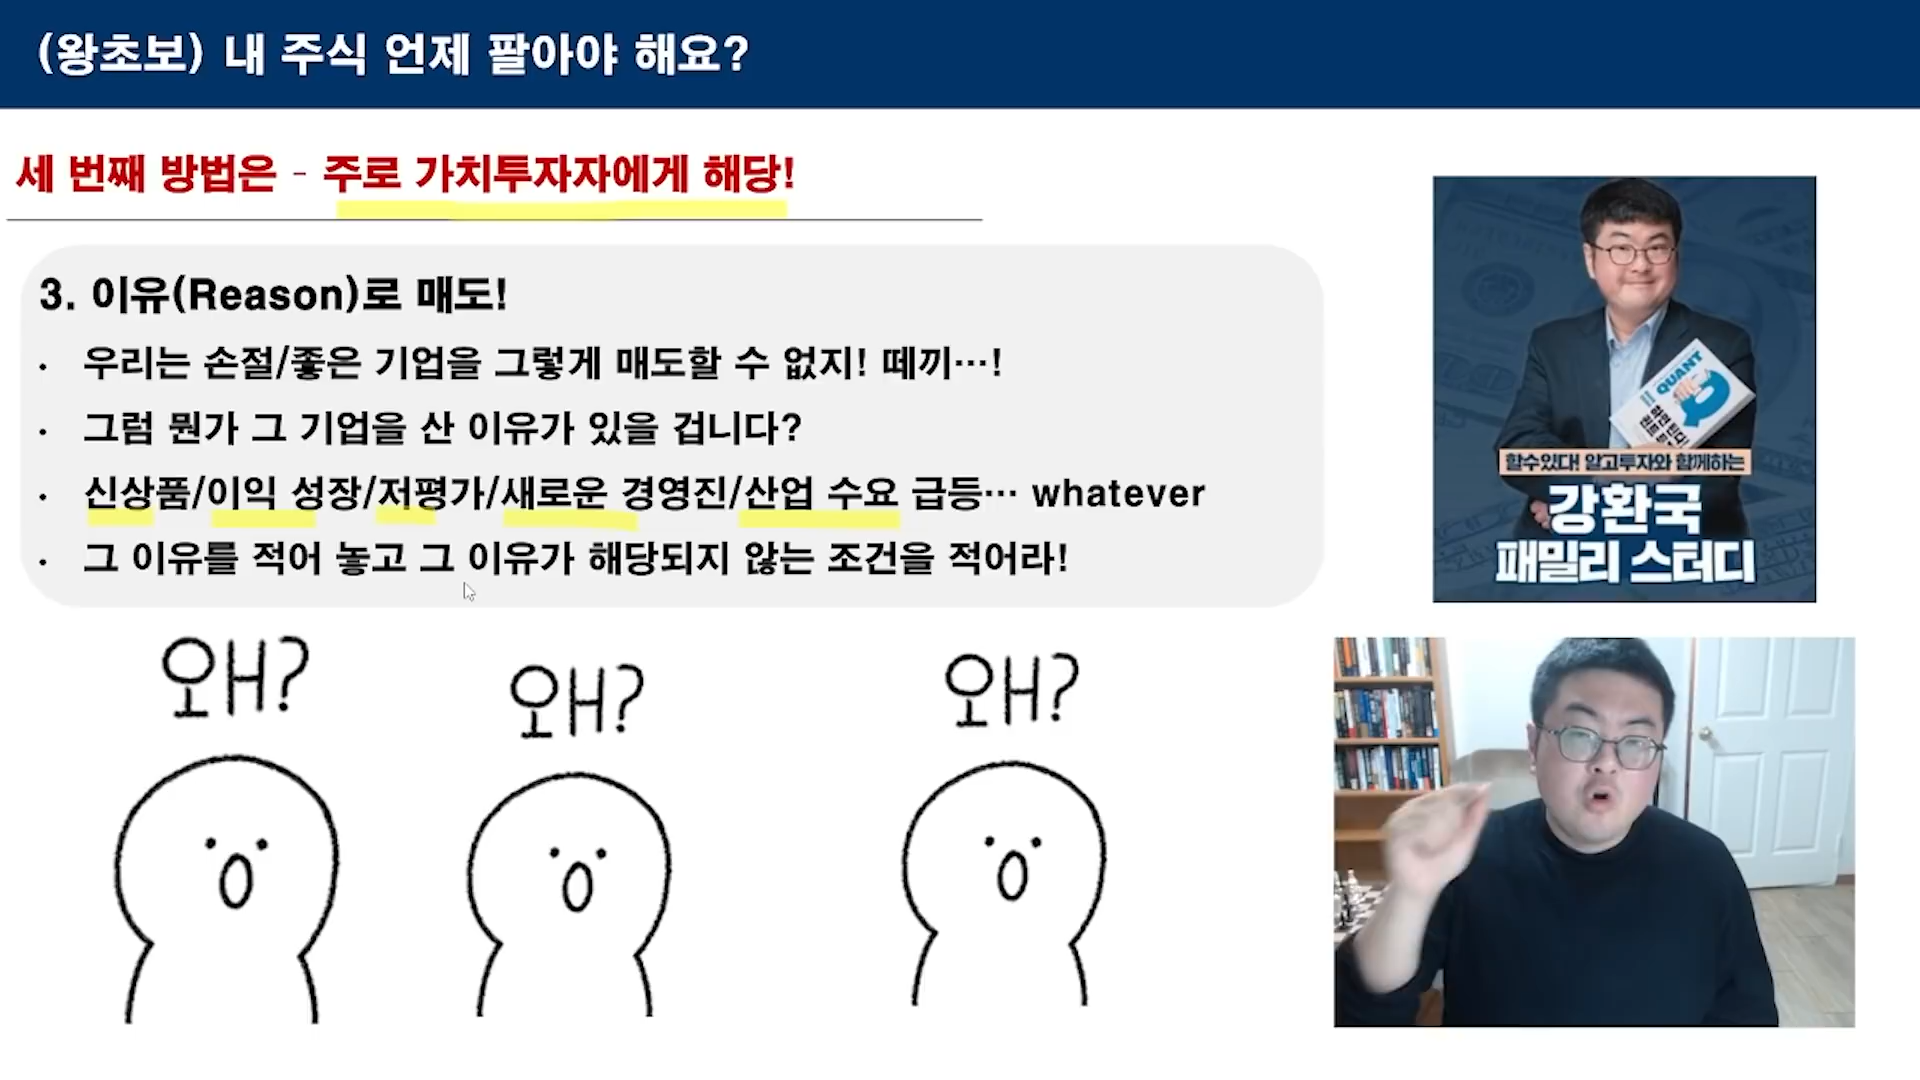 (왕초보) 내 주식 언제 팔아야 해요?
세 번째 방법은 - 주로 가치투자자에게 해당!
3. 이유(Reason)로 매도!
· 우리는 손절/좋은 기업을 그렇게 매도할 수 없지! 떼끼…!
· 그럼 뭔가 그 기업을 산 이유가 있을 겁니다?
· 신상품/이익 성장/저평가/새로운 경영진/산업 수요 급등… whatever
· 그 이유를 적어 놓고 그 이유가 해당되지 않는 조건을 적어라!
오H?
오H?
오H?
QUANT
할수있다! 알고투자와 함께하는
강환국
패밀리 스터디